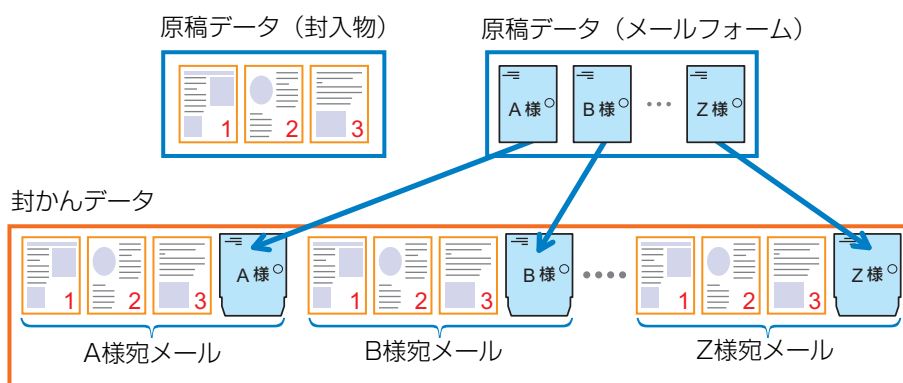 原稿データ（封入物）
原稿データ（メールフォーム）
1 2 3
A様 B様 ••• Z様
封かんデータ
1 2 3 A様 1 2 3 B様 •••• 1 2 3 Z様
A様宛メール B様宛メール Z様宛メール